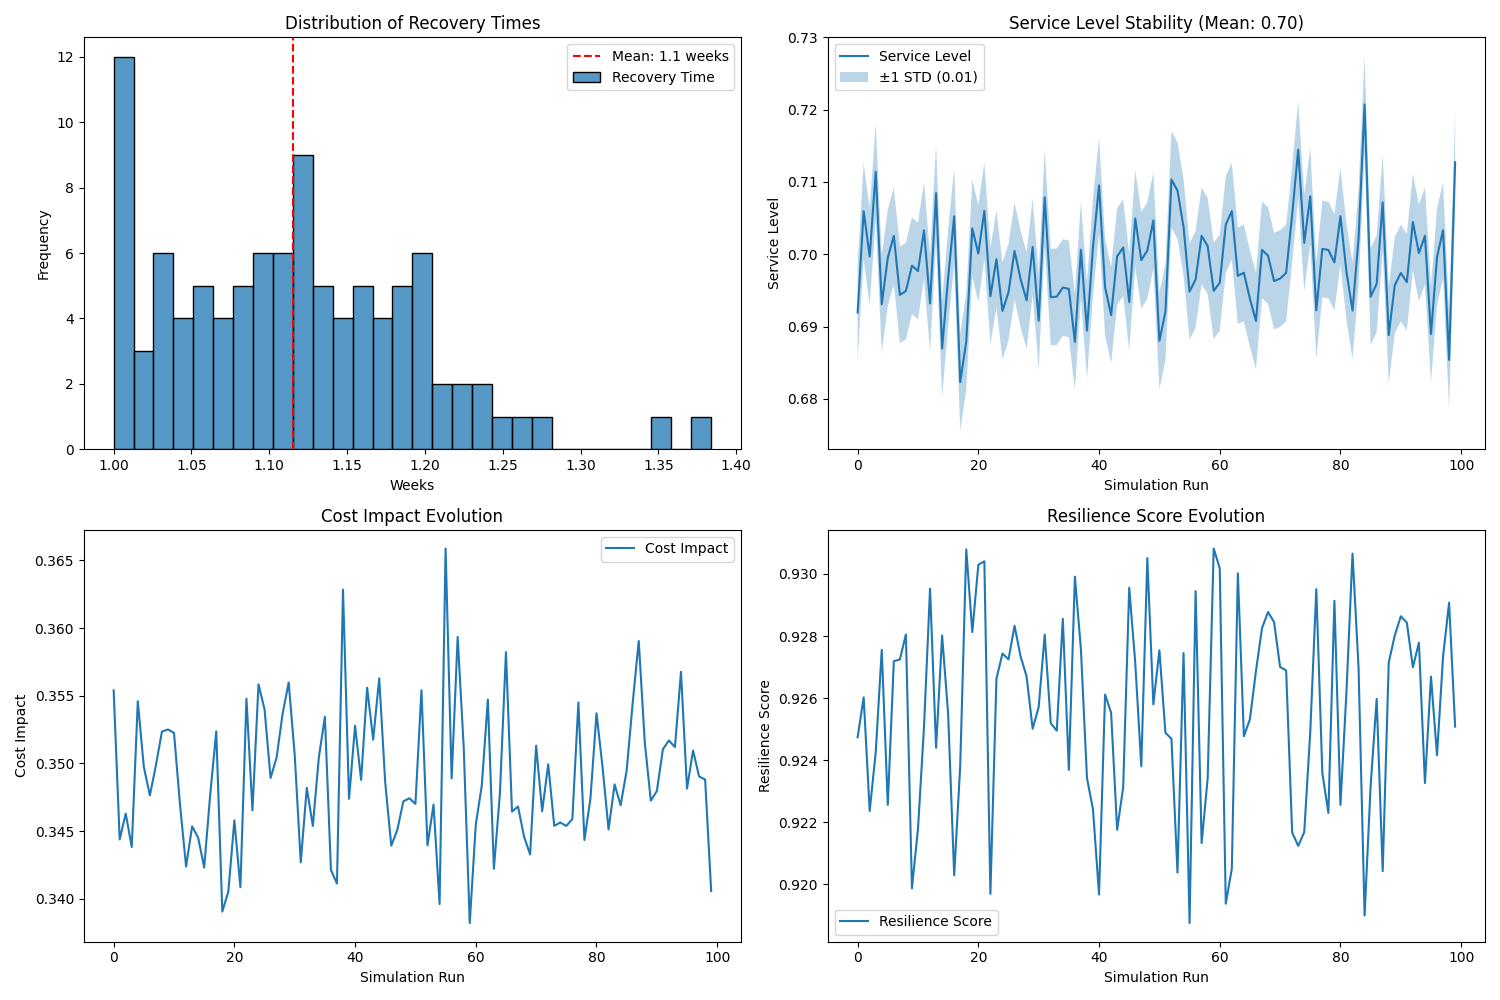 Distribution of Recovery Times
Frequency
12
10
8
6
4
2
0
Mean: 1.1 weeks
Recovery Time
1.00 1.05 1.10 1.15 1.20 1.25 1.30 1.35 1.40
Weeks
Service Level Stability (Mean: 0.70)
Service Level
0.73
0.72
0.71
0.70
0.69
0.68
Service Level
±1 STD (0.01)
0 20 40 60 80 100
Simulation Run
Cost Impact Evolution
Cost Impact
0.365
0.360
0.355
0.350
0.345
0.340
Cost Impact
0 20 40 60 80 100
Simulation Run
Resilience Score Evolution
Resilience Score
0.930
0.928
0.926
0.924
0.922
0.920
Resilience Score
0 20 40 60 80 100
Simulation Run